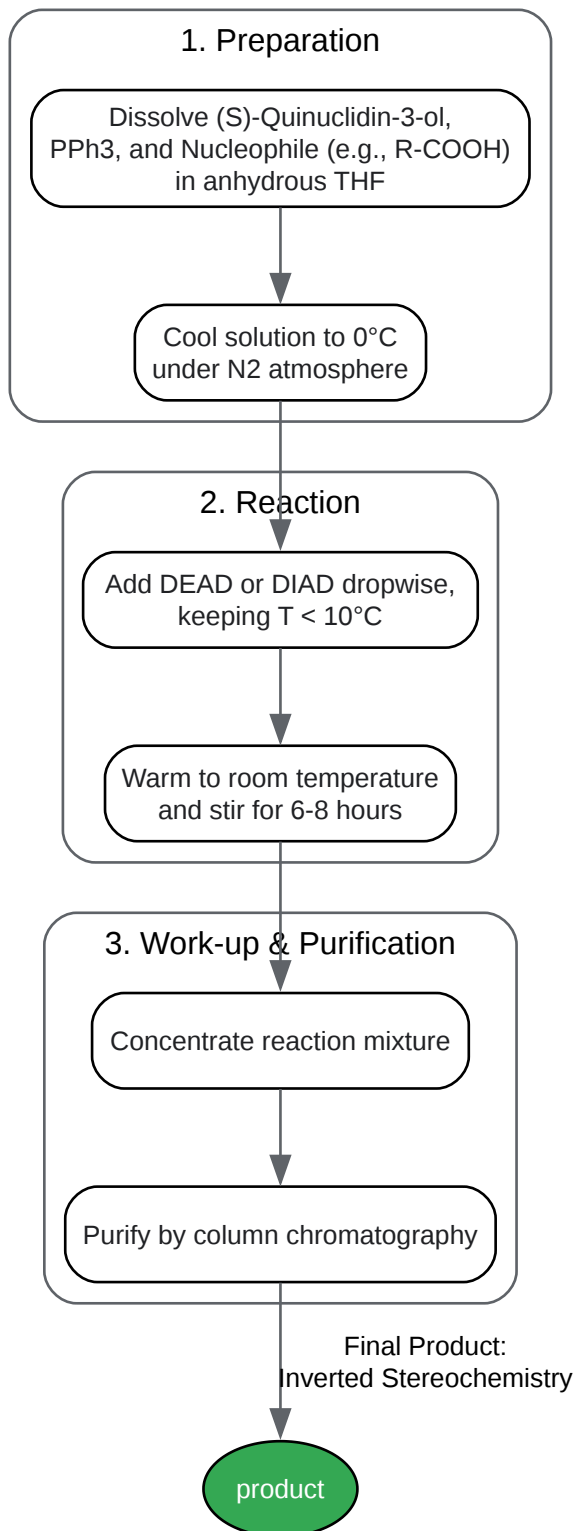 1. Preparation
Dissolve (S)-Quinuclidin-3-ol,
PPh3, and Nucleophile (e.g., R-COOH)
in anhydrous THF
Cool solution to 0°C
under N2 atmosphere
2. Reaction
Add DEAD or DIAD dropwise,
keeping T < 10°C
Warm to room temperature
and stir for 6-8 hours
3. Work-up & Purification
Concentrate reaction mixture
Purify by column chromatography
Final Product:
Inverted Stereochemistry
product